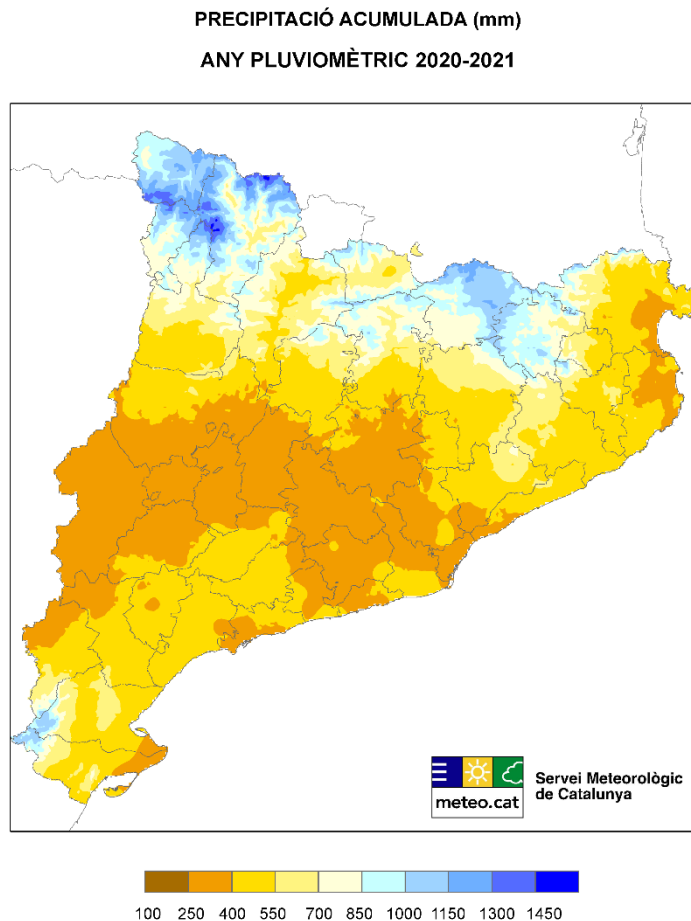 PRECIPITACIÓ ACUMULADA (mm)
ANY PLUVIOMÈTRIC 2020-2021
meteo.cat
Servei Meteorològic
de Catalunya
100 250 400 550 700 850 1000 1150 1300 1450